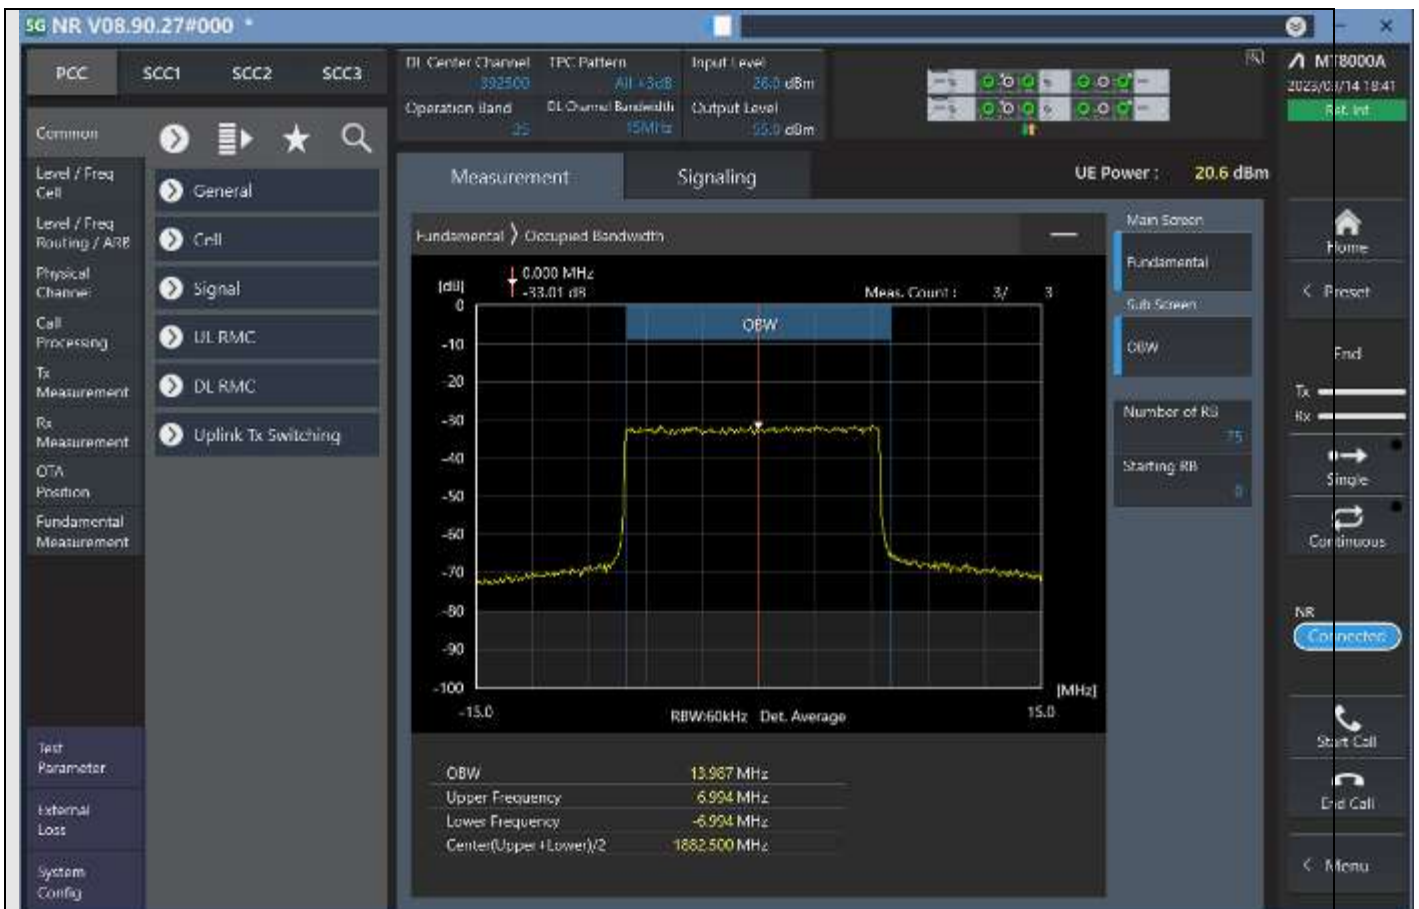 5G NR V08.90.27#000 *
PCC SCC1 SCC2 SCC3
DL Center Channel TPC Pattern Input Level
392500 All +3dB 26.0 dBm
Operation Band DL Channel Bandwidth Output Level
25 15MHz dBm
MT8000A
18:41
Common
Level / Freq
Cell
Level / Freq
Routing / ARB
Physical
Channel
Call
Processing
Tx
Measurement
Rx
Measurement
OTA
Position
Fundamental
Measurement
Test
Parameter
External
Loss
System
Config
General
Cell
Signal
UL RMC
DL RMC
Uplink Tx Switching
Measurement Signaling
UE Power : 20.6 dBm
Fundamental Occupied Bandwidth
[dB]
0.000 MHz
-33.01 dB
Meas. Count : 3/ 3
OBW
0
-10
-20
-30
-40
-50
-60
-70
-80
-90
-100
[MHz]
-15.0 15.0
RBW:60kHz Det. Average
OBW 13.987 MHz
Upper Frequency 6.994 MHz
Lower Frequency -6.994 MHz
Center(Upper+Lower)/2 1882.500 MHz
Main Screen
Fundamental
Sub Screen
OBW
Number of RB
75
Starting RB
0
Home
< Preset
End
Tx
Rx
Single
Continuous
NR
Connected
Start Call
End Call
< Menu